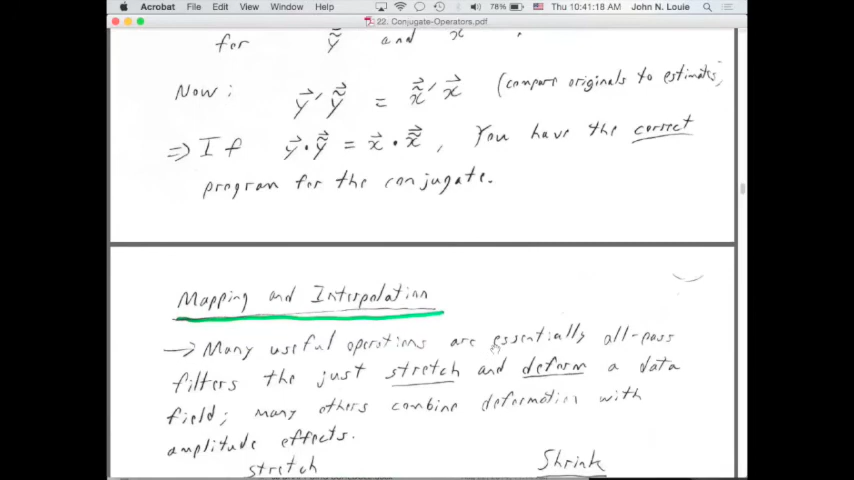 Acrobat File Edit View Window Help 78% Thu 10:41:18 AM John N. Louie
22. Conjugate-Operators.pdf
for ỹ and x
Now: y⃗′ ỹ⃗ = x̃⃗′ x⃗ (compare originals to estimates)
⇒ If y⃗ · ỹ⃗ = x⃗ · x̃⃗, You have the correct
program for the conjugate.
Mapping and Interpolation
→ Many useful operations are essentially all-pass
filters the just stretch and deform a data
field; many others combine deformation with
amplitude effects.
stretch Shrink